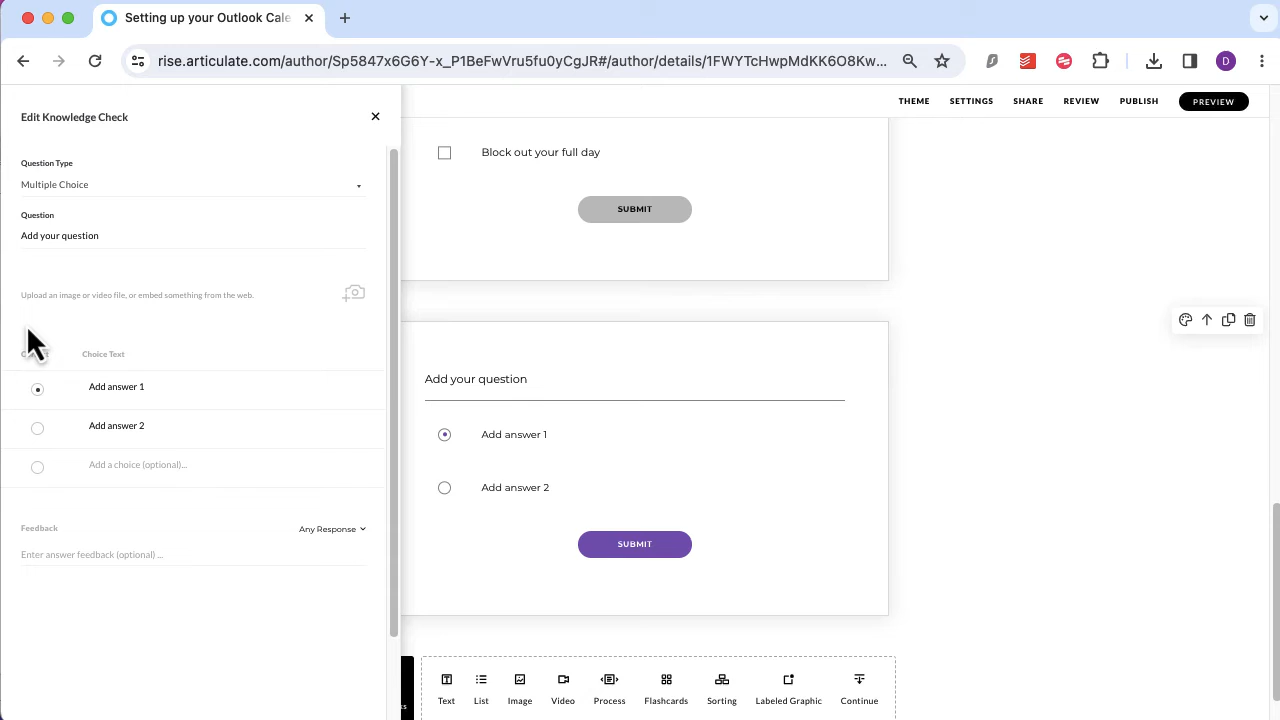 Setting up your Outlook Cale
rise.articulate.com/author/Sp5847x6G6Y-x_P1BeFwVru5fu0yCgJR#/author/details/1FWYTcHwpMdKK6O8Kw...
D
THEME SETTINGS SHARE REVIEW PUBLISH PREVIEW
Edit Knowledge Check
Question Type
Multiple Choice
Question
Add your question
Upload an image or video file, or embed something from the web.
Choice Text
Add answer 1
Add answer 2
Add a choice (optional)...
Feedback Any Response
Enter answer feedback (optional) ...
Block out your full day
SUBMIT
Add your question
Add answer 1
Add answer 2
SUBMIT
Text List Image Video Process Flashcards Sorting Labeled Graphic Continue